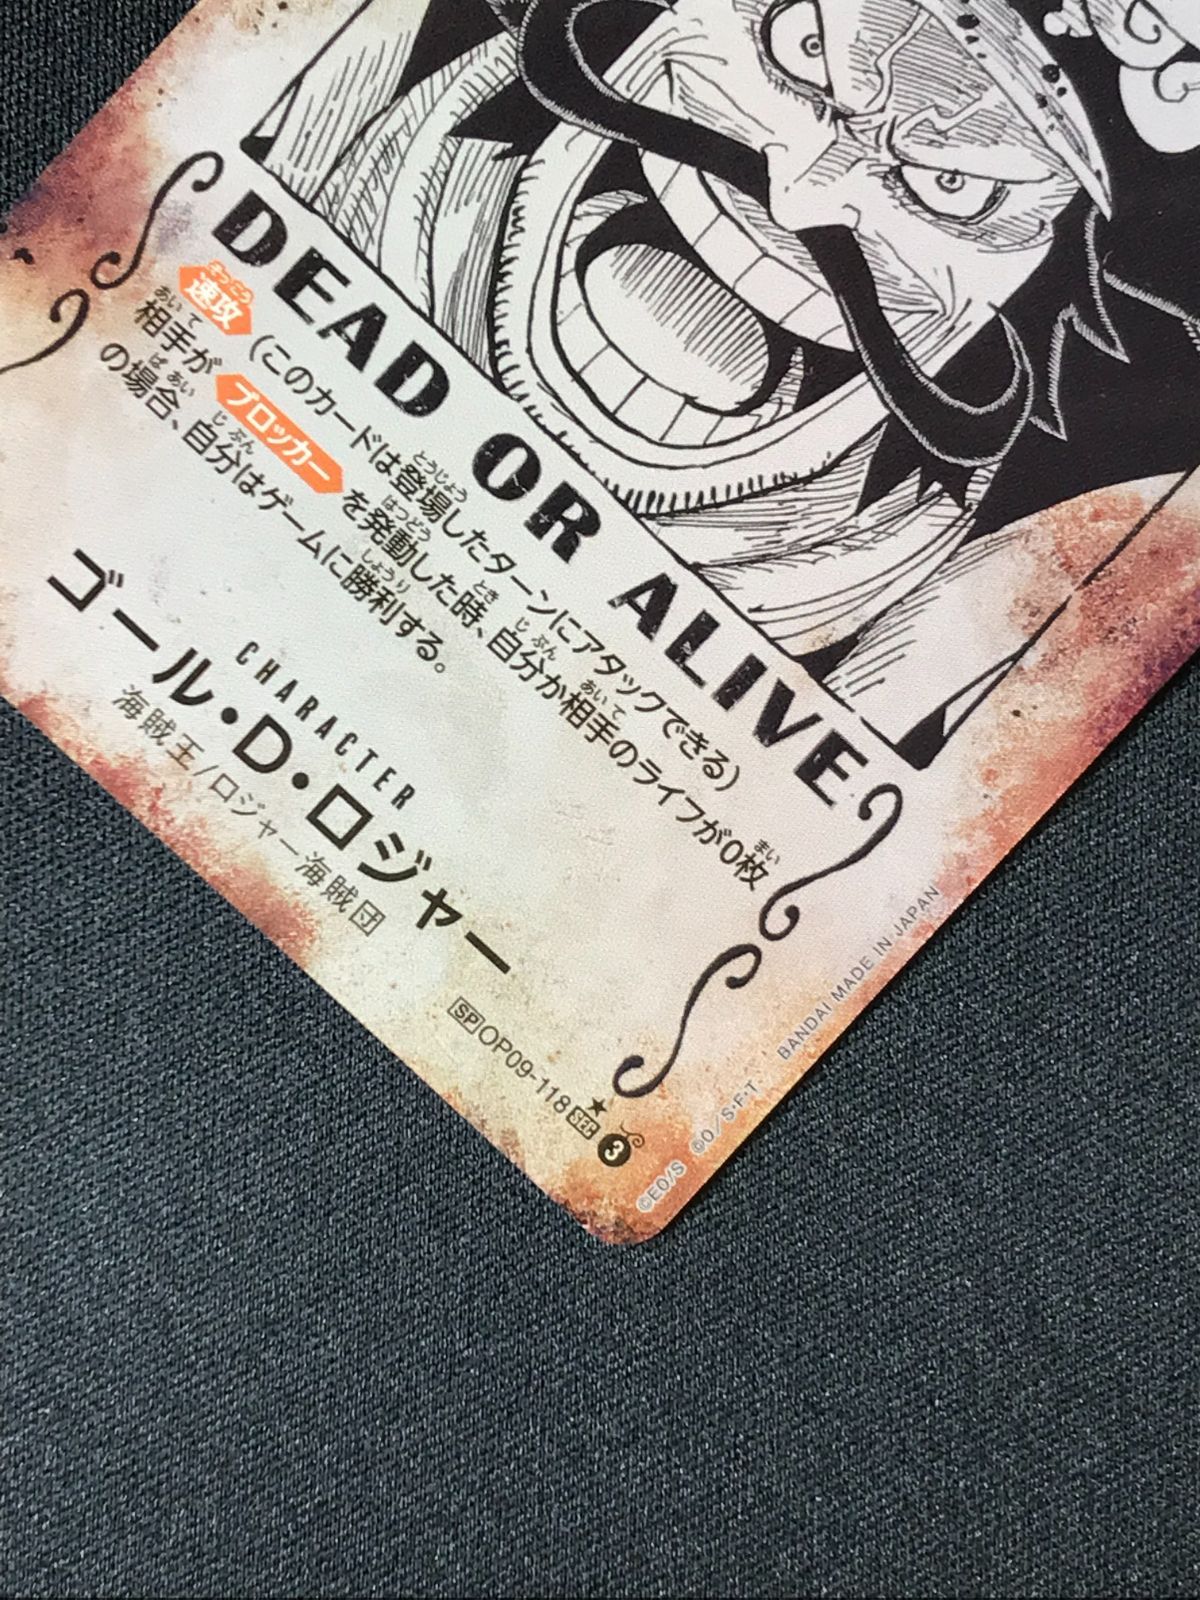 DEAD OR ALIVE
速攻 (このカードは登場したターンにアタックできる)
相手が ブロッカー を発動した時、自分か相手のライフが0枚
の場合、自分はゲームに勝利する。
CHARACTER
ゴール・D・ロジャー
海賊王/ロジャー海賊団
SP OP09-118 SEC 3
©EO/S ©O/S・F・T BANDAI MADE IN JAPAN